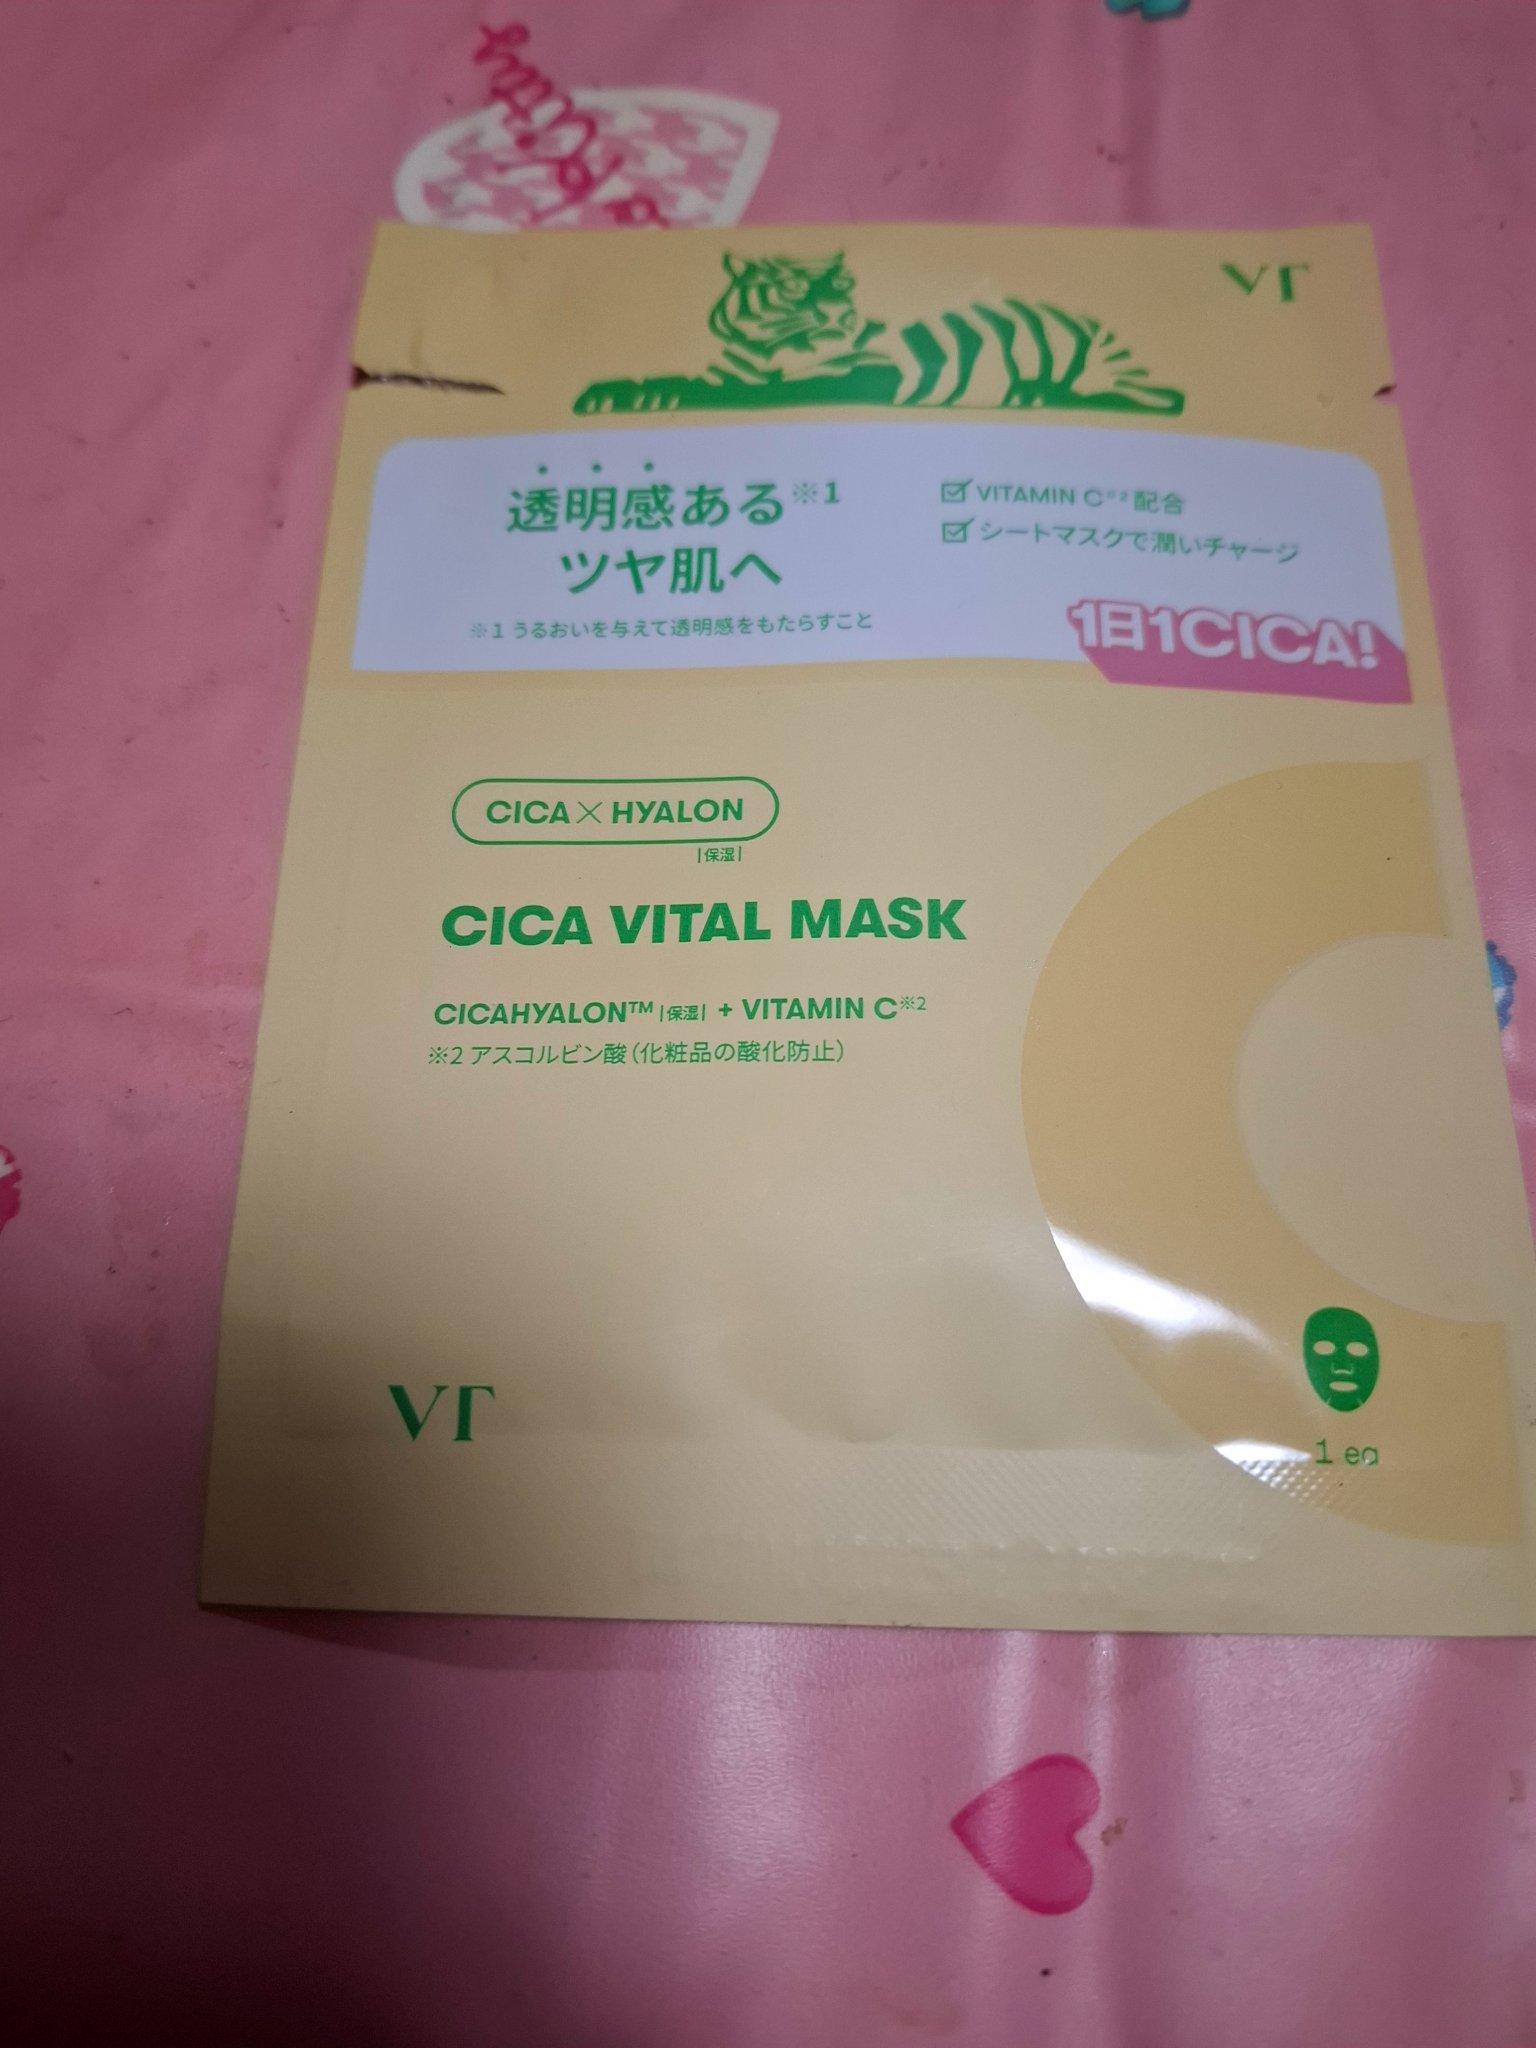 VT
透明感ある※1
ツヤ肌へ
※1 うるおいを与えて透明感をもたらすこと
VITAMIN C※2 配合
シートマスクで潤いチャージ
1日1CICA!
CICA×HYALON
|保湿|
CICA VITAL MASK
CICAHYALON™ |保湿| + VITAMIN C※2
※2 アスコルビン酸(化粧品の酸化防止)
VT
1 ea